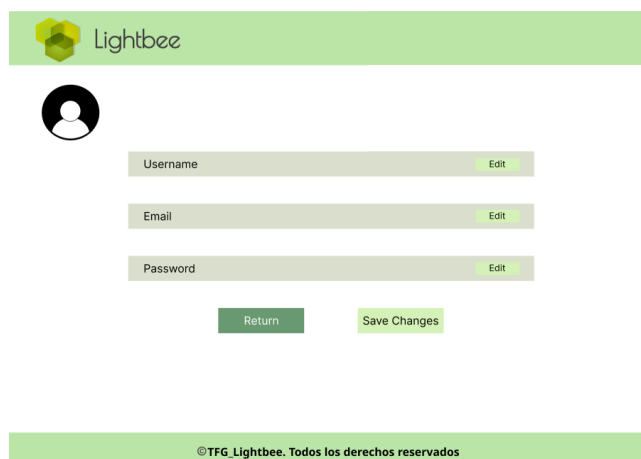 Lightbee
Username Edit
Email Edit
Password Edit
Return Save Changes
©TFG_Lightbee. Todos los derechos reservados